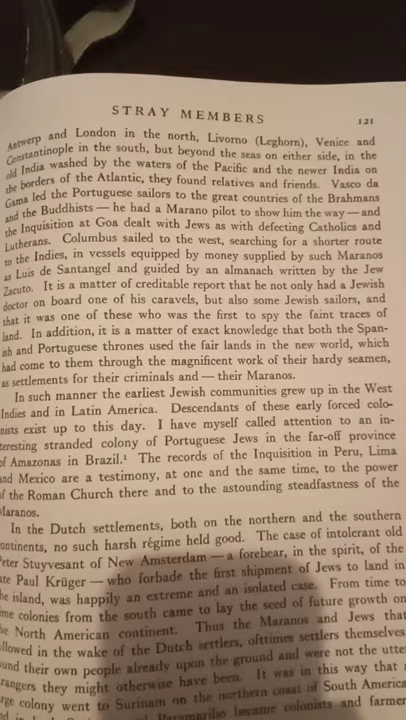 STRAY MEMBERS 121
Antwerp and London in the north, Livorno (Leghorn), Venice and
Constantinople in the south, but beyond the seas on either side, in the
old India washed by the waters of the Pacific and the newer India on
the borders of the Atlantic, they found relatives and friends. Vasco da
Gama led the Portuguese sailors to the great countries of the Brahmans
and the Buddhists — he had a Marano pilot to show him the way — and
the Inquisition at Goa dealt with Jews as with defecting Catholics and
Lutherans. Columbus sailed to the west, searching for a shorter route
to the Indies, in vessels equipped by money supplied by such Maranos
as Luis de Santangel and guided by an almanach written by the Jew
Zacuto. It is a matter of creditable report that he not only had a Jewish
doctor on board one of his caravels, but also some Jewish sailors, and
that it was one of these who was the first to spy the faint traces of
land. In addition, it is a matter of exact knowledge that both the Span-
ish and Portuguese thrones used the fair lands in the new world, which
had come to them through the magnificent work of their hardy seamen,
as settlements for their criminals and — their Maranos.
In such manner the earliest Jewish communities grew up in the West
Indies and in Latin America. Descendants of these early forced colo-
nists exist up to this day. I have myself called attention to an in-
teresting stranded colony of Portuguese Jews in the far-off province
of Amazonas in Brazil.¹ The records of the Inquisition in Peru, Lima
and Mexico are a testimony, at one and the same time, to the power
of the Roman Church there and to the astounding steadfastness of the
Maranos.
In the Dutch settlements, both on the northern and the southern
continents, no such harsh régime held good. The case of intolerant old
Peter Stuyvesant of New Amsterdam — a forebear, in the spirit, of the
late Paul Krüger — who forbade the first shipment of Jews to land in
the island, was happily an extreme and an isolated case. From time to
time colonies from the south came to lay the seed of future growth on
the North American continent. Thus the Maranos and Jews that
followed in the wake of the Dutch settlers, ofttimes settlers themselves
found their own people already upon the ground and were not the utter
strangers they might otherwise have been. It was in this way that a
large colony went to Surinam on the northern coast of South America
Paramaribo became colonists and farmer